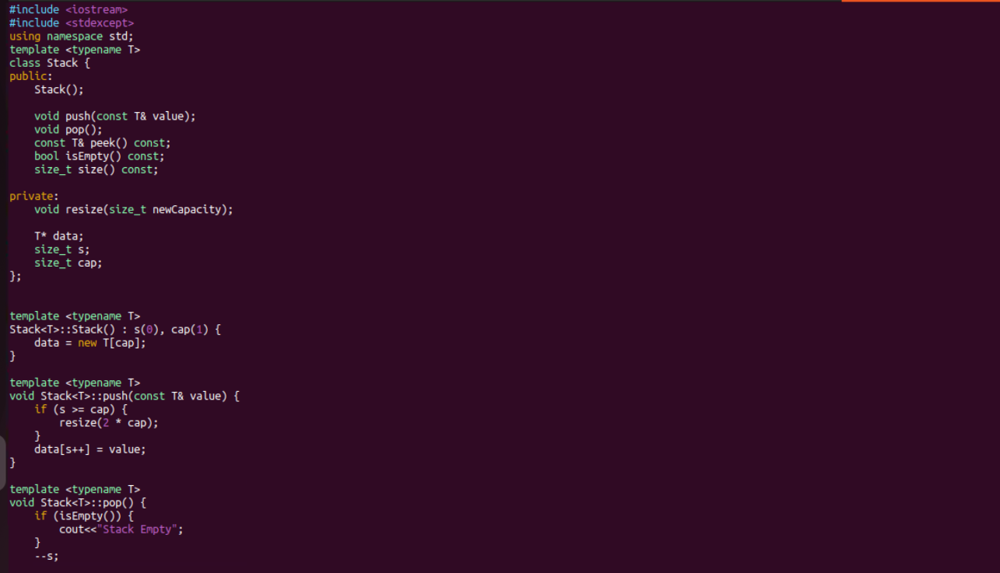 #include <iostream>
#include <stdexcept>
using namespace std;
template <typename T>
class Stack {
public:
    Stack();

    void push(const T& value);
    void pop();
    const T& peek() const;
    bool isEmpty() const;
    size_t size() const;

private:
    void resize(size_t newCapacity);

    T* data;
    size_t s;
    size_t cap;
};


template <typename T>
Stack<T>::Stack() : s(0), cap(1) {
    data = new T[cap];
}

template <typename T>
void Stack<T>::push(const T& value) {
    if (s >= cap) {
        resize(2 * cap);
    }
    data[s++] = value;
}

template <typename T>
void Stack<T>::pop() {
    if (isEmpty()) {
        cout<<"Stack Empty";
    }
    --s;